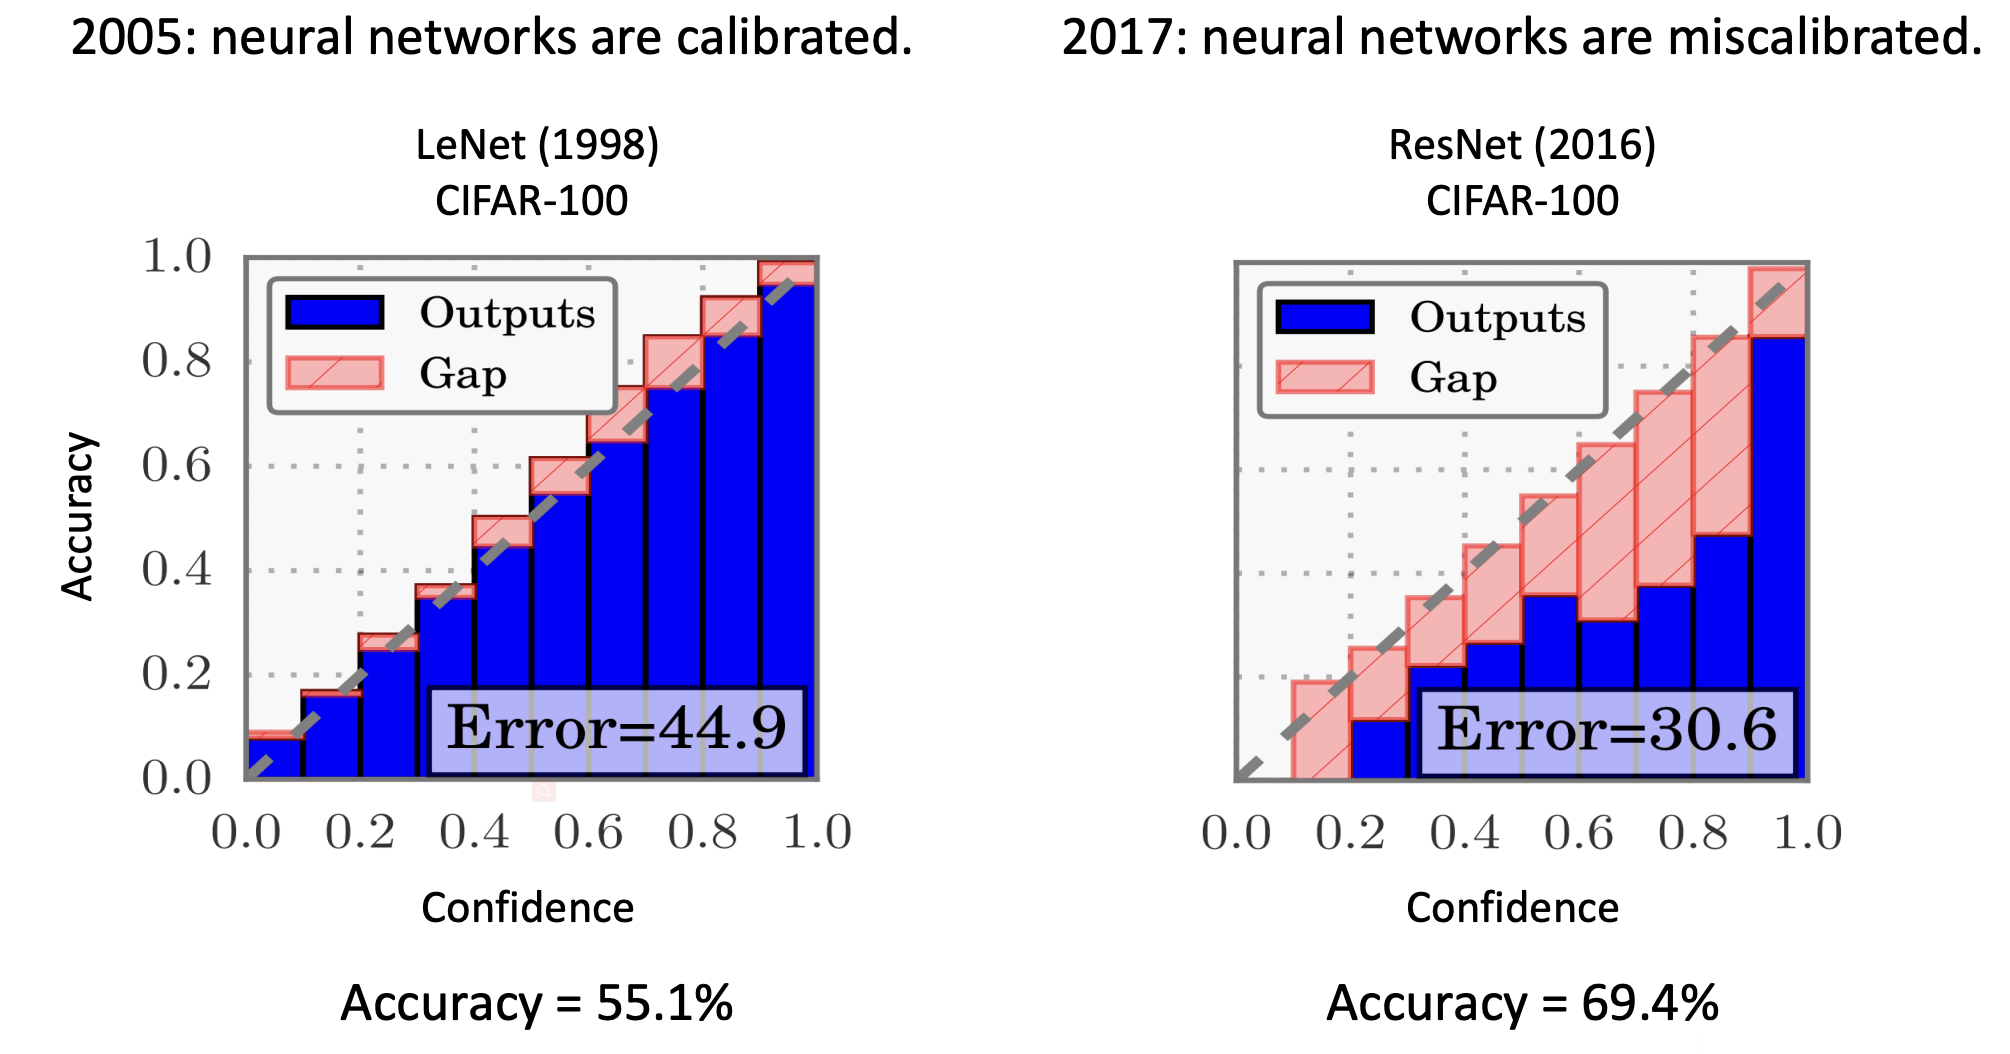 2005: neural networks are calibrated.
LeNet (1998)
CIFAR-100
1.0
0.8
0.6
0.4
0.2
0.0
Accuracy
Outputs
Gap
Error=44.9
0.0 0.2 0.4 0.6 0.8 1.0
Confidence
Accuracy = 55.1%
2017: neural networks are miscalibrated.
ResNet (2016)
CIFAR-100
Outputs
Gap
Error=30.6
0.0 0.2 0.4 0.6 0.8 1.0
Confidence
Accuracy = 69.4%